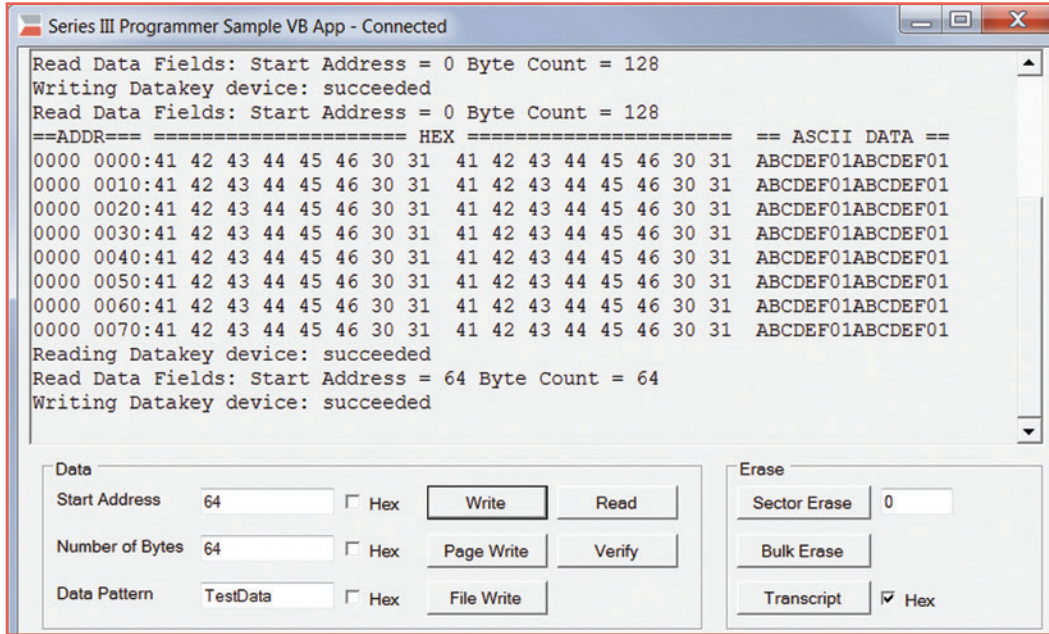 Series III Programmer Sample VB App - Connected
Read Data Fields: Start Address = 0 Byte Count = 128
Writing Datakey device: succeeded
Read Data Fields: Start Address = 0 Byte Count = 128
==ADDR=== ===================== HEX ======================  == ASCII DATA ==
0000 0000:41 42 43 44 45 46 30 31  41 42 43 44 45 46 30 31  ABCDEF01ABCDEF01
0000 0010:41 42 43 44 45 46 30 31  41 42 43 44 45 46 30 31  ABCDEF01ABCDEF01
0000 0020:41 42 43 44 45 46 30 31  41 42 43 44 45 46 30 31  ABCDEF01ABCDEF01
0000 0030:41 42 43 44 45 46 30 31  41 42 43 44 45 46 30 31  ABCDEF01ABCDEF01
0000 0040:41 42 43 44 45 46 30 31  41 42 43 44 45 46 30 31  ABCDEF01ABCDEF01
0000 0050:41 42 43 44 45 46 30 31  41 42 43 44 45 46 30 31  ABCDEF01ABCDEF01
0000 0060:41 42 43 44 45 46 30 31  41 42 43 44 45 46 30 31  ABCDEF01ABCDEF01
0000 0070:41 42 43 44 45 46 30 31  41 42 43 44 45 46 30 31  ABCDEF01ABCDEF01
Reading Datakey device: succeeded
Read Data Fields: Start Address = 64 Byte Count = 64
Writing Datakey device: succeeded
Data
Start Address 64 Hex Write Read
Number of Bytes 64 Hex Page Write Verify
Data Pattern TestData Hex File Write
Erase
Sector Erase 0
Bulk Erase
Transcript Hex